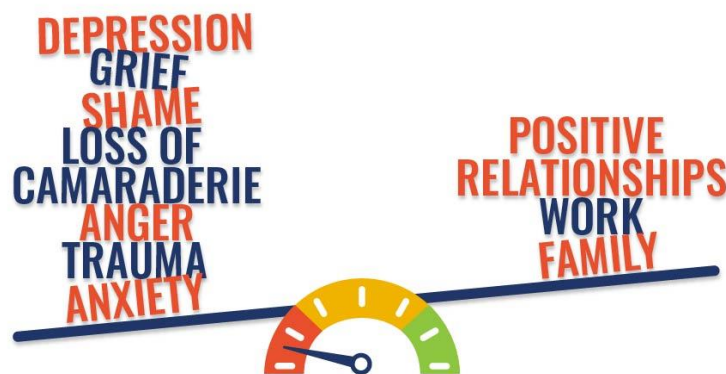 DEPRESSION
GRIEF
SHAME
LOSS OF
CAMARADERIE
ANGER
TRAUMA
ANXIETY
POSITIVE
RELATIONSHIPS
WORK
FAMILY